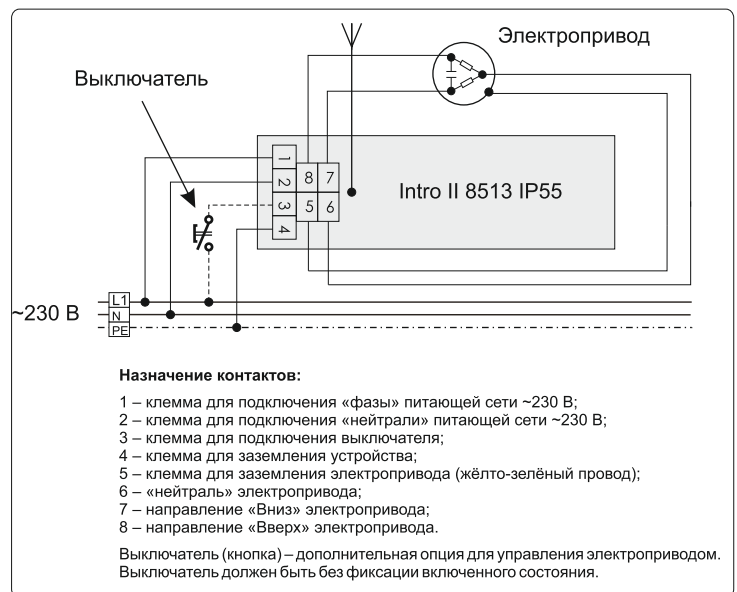 Электропривод
Выключатель
1
2
3
4
8 7
5 6
Intro II 8513 IP55
~230 В
L1
N
PE
Назначение контактов:
1 – клемма для подключения «фазы» питающей сети ~230 В;
2 – клемма для подключения «нейтрали» питающей сети ~230 В;
3 – клемма для подключения выключателя;
4 – клемма для заземления устройства;
5 – клемма для заземления электропривода (жёлто-зелёный провод);
6 – «нейтраль» электропривода;
7 – направление «Вниз» электропривода;
8 – направление «Вверх» электропривода.
Выключатель (кнопка) – дополнительная опция для управления электроприводом.
Выключатель должен быть без фиксации включенного состояния.